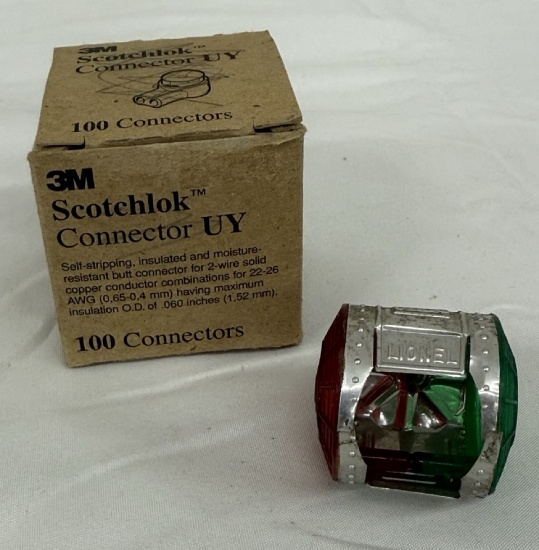 3M
Scotchlok™
Connector UY
100 Connectors
3M
Scotchlok™
Connector UY
Self-stripping, insulated and moisture-
resistant butt connector for 2-wire solid
copper conductor combinations for 22-26
AWG (0,65-0,4 mm) having maximum
insulation O.D. of .060 inches (1,52 mm).
100 Connectors
LIONEL